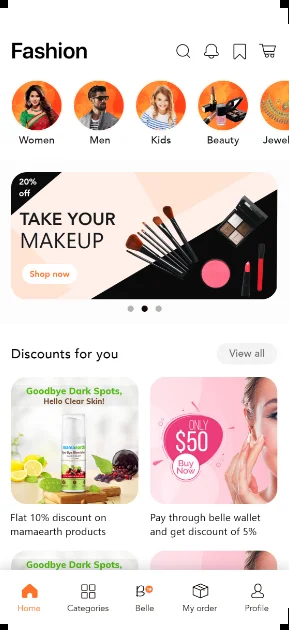 Fashion
Women
Men
Kids
Beauty
Jewel
20%
off
TAKE YOUR
MAKEUP
Shop now
Discounts for you
View all
Goodbye Dark Spots,
Hello Clear Skin!
mamaearth
ONLY
$50
Buy
Now
Flat 10% discount on
mamaearth products
Pay through belle wallet
and get discount of 5%
Goodbye Dark Spots,
Home
Categories
Belle
My order
Profile